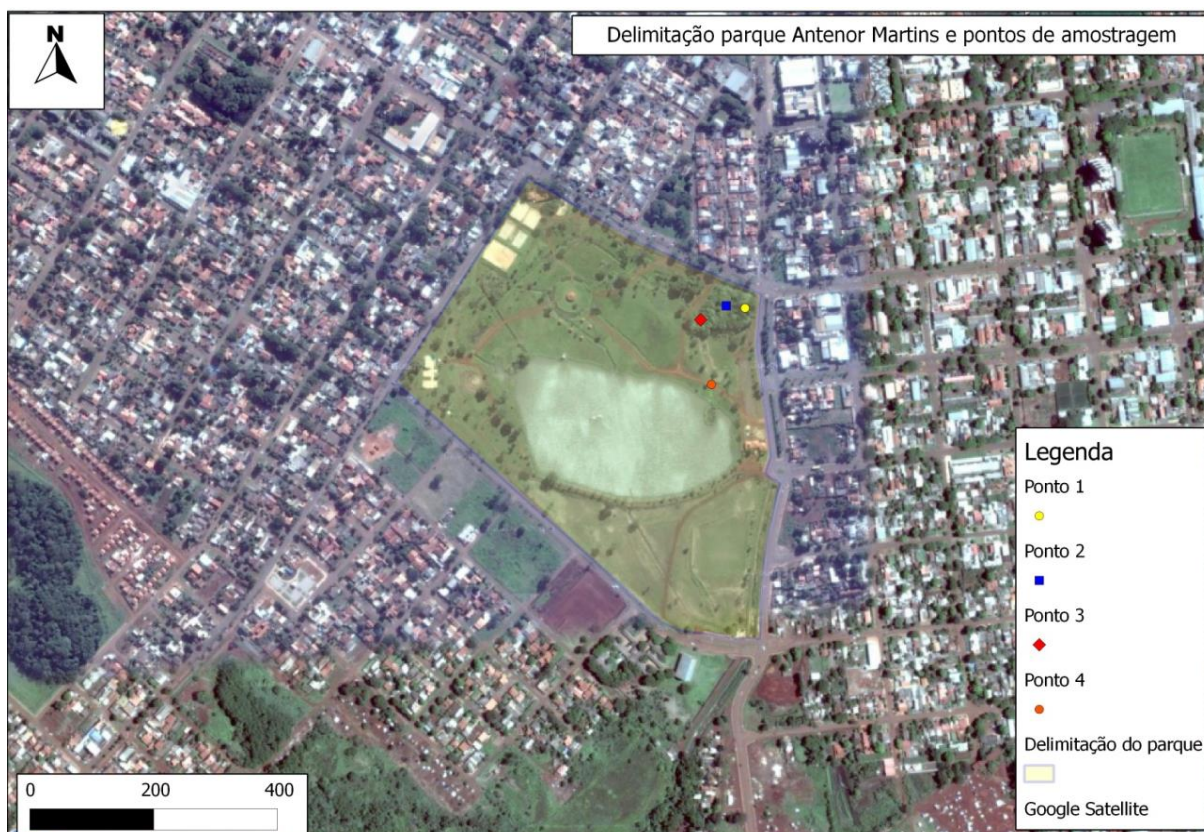 N
Delimitação parque Antenor Martins e pontos de amostragem
Legenda
Ponto 1
Ponto 2
Ponto 3
Ponto 4
Delimitação do parque
Google Satellite
0 200 400